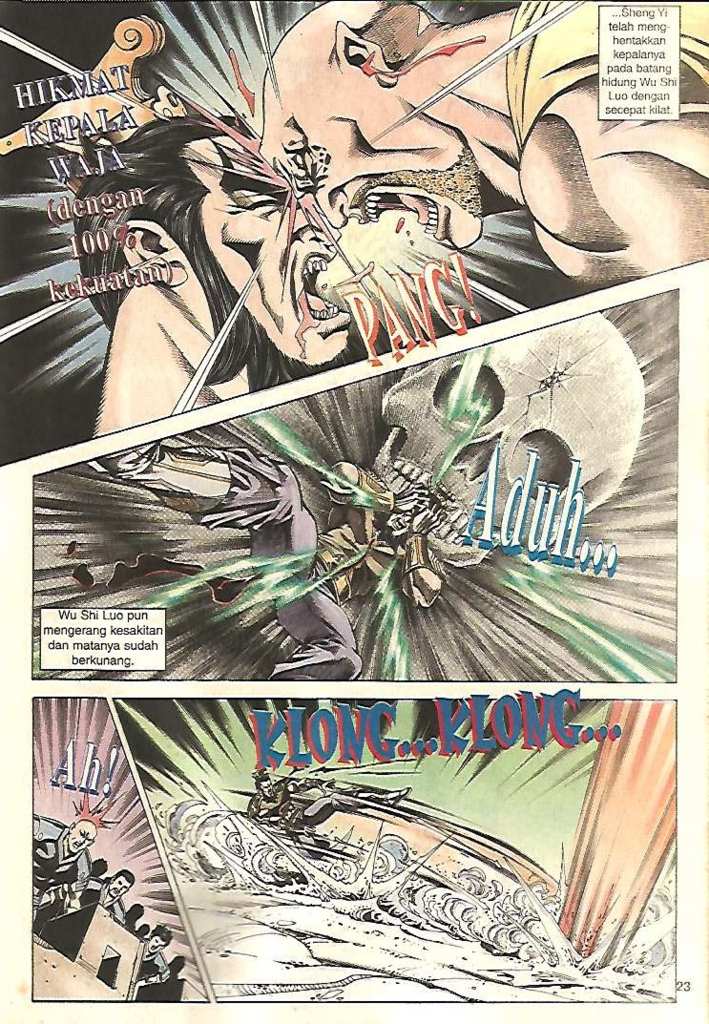 HIKMAT
KEPALA
WAJA
(dengan
100%
kekuatan)
...Sheng Yi
telah meng-
hentakkan
kepalanya
pada batang
hidung Wu Shi
Luo dengan
secepat kilat.
PANG!
Aduh...
Wu Shi Luo pun
mengerang kesakitan
dan matanya sudah
berkunang.
Ah!
KLONG...KLONG...
23